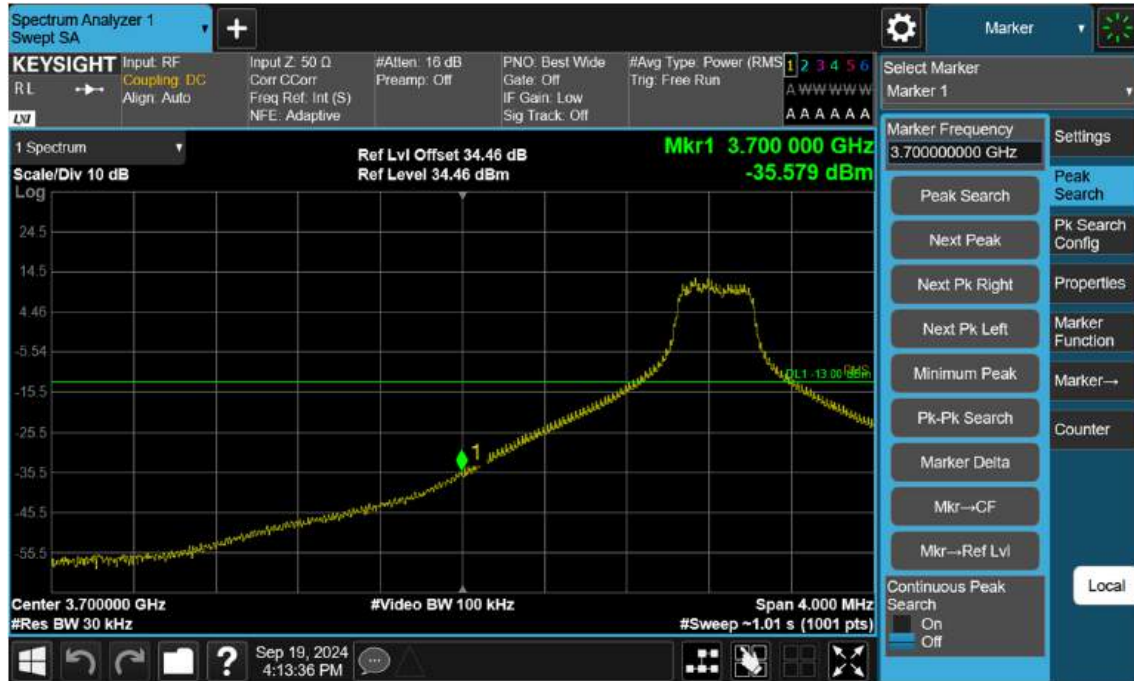 Spectrum Analyzer 1
Swept SA
+
Marker
KEYSIGHT
RL
LXI
Input: RF
Coupling: DC
Align: Auto
Input Z: 50 Ω
Corr CCorr
Freq Ref: Int (S)
NFE: Adaptive
#Atten: 16 dB
Preamp: Off
PNO: Best Wide
Gate: Off
IF Gain: Low
Sig Track: Off
#Avg Type: Power (RMS
Trig: Free Run
1 2 3 4 5 6
A W W W W W
A A A A A A
Select Marker
Marker 1
1 Spectrum
Scale/Div 10 dB
Log
Ref Lvl Offset 34.46 dB
Ref Level 34.46 dBm
Mkr1 3.700 000 GHz
-35.579 dBm
24.5
14.5
4.46
-5.54
-15.5
-25.5
-35.5
-45.5
-55.5
DL1 -13.00 dBm
RMS
1
Center 3.700000 GHz
#Res BW 30 kHz
#Video BW 100 kHz
Span 4.000 MHz
#Sweep ~1.01 s (1001 pts)
Marker Frequency
3.700000000 GHz
Peak Search
Next Peak
Next Pk Right
Next Pk Left
Minimum Peak
Pk-Pk Search
Marker Delta
Mkr→CF
Mkr→Ref Lvl
Continuous Peak
Search
On
Off
Settings
Peak
Search
Pk Search
Config
Properties
Marker
Function
Marker→
Counter
Local
?
Sep 19, 2024
4:13:36 PM